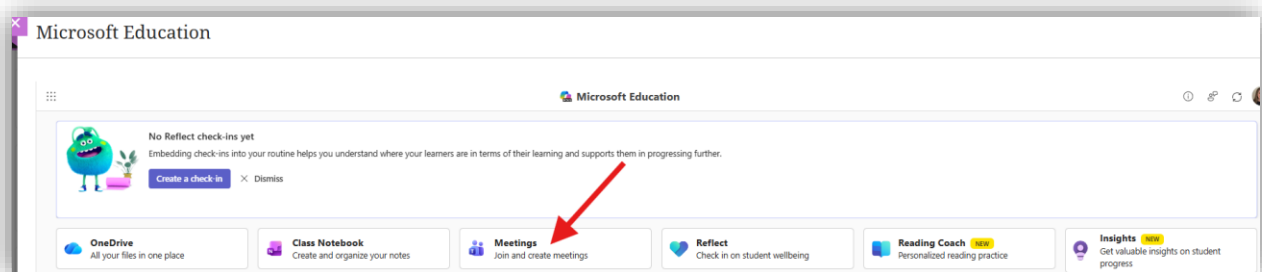 Microsoft Education
Microsoft Education
No Reflect check-ins yet
Embedding check-ins into your routine helps you understand where your learners are in terms of their learning and supports them in progressing further.
Create a check-in Dismiss
OneDrive
All your files in one place
Class Notebook
Create and organize your notes
Meetings
Join and create meetings
Reflect
Check in on student wellbeing
Reading Coach NEW
Personalized reading practice
Insights NEW
Get valuable insights on student
progress